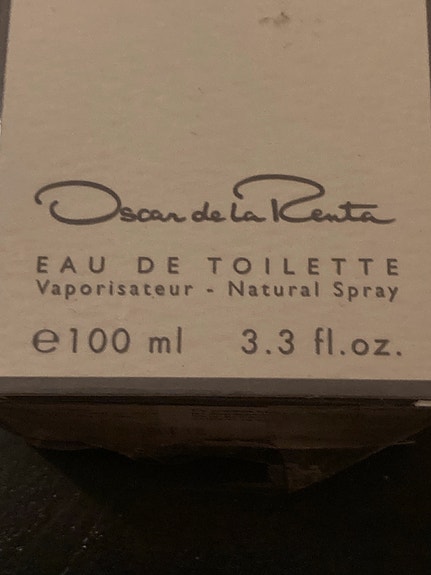 Oscar de la Renta
EAU DE TOILETTE
Vaporisateur - Natural Spray
℮100 ml 3.3 fl.oz.